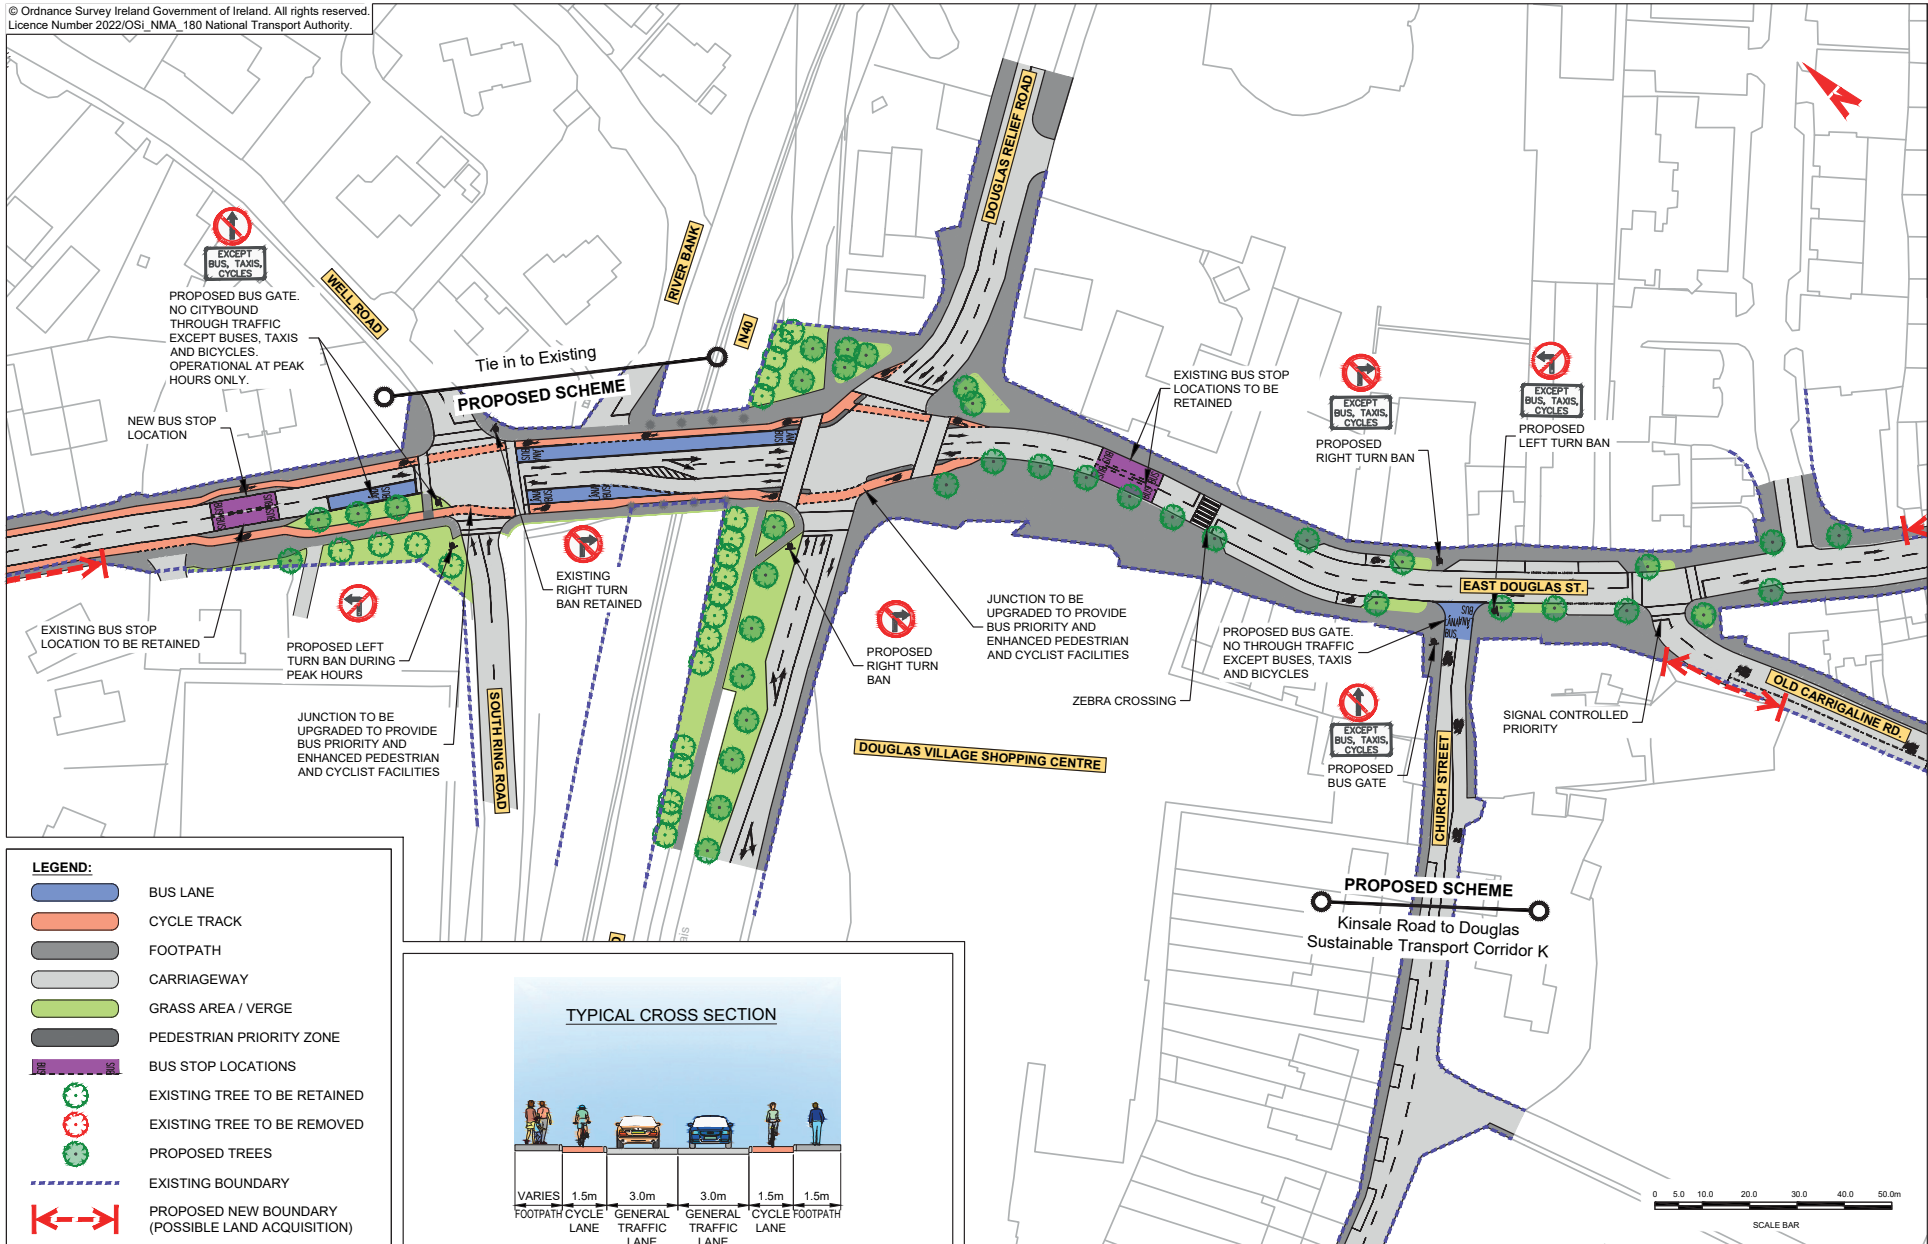 © Ordnance Survey Ireland Government of Ireland. All rights reserved.
Licence Number 2022/OSi_NMA_180 National Transport Authority.
EXCEPT
BUS, TAXIS,
CYCLES
PROPOSED BUS GATE.
NO CITYBOUND
THROUGH TRAFFIC
EXCEPT BUSES, TAXIS
AND BICYCLES.
OPERATIONAL AT PEAK
HOURS ONLY.
NEW BUS STOP
LOCATION
WELL ROAD
RIVER BANK
N40
DOUGLAS RELIEF ROAD
Tie in to Existing
PROPOSED SCHEME
EXISTING BUS STOP
LOCATIONS TO BE
RETAINED
EXCEPT
BUS, TAXIS,
CYCLES
PROPOSED
RIGHT TURN BAN
EXCEPT
BUS, TAXIS,
CYCLES
PROPOSED
LEFT TURN BAN
EAST DOUGLAS ST.
EXISTING BUS STOP
LOCATION TO BE RETAINED
PROPOSED LEFT
TURN BAN DURING
PEAK HOURS
JUNCTION TO BE
UPGRADED TO PROVIDE
BUS PRIORITY AND
ENHANCED PEDESTRIAN
AND CYCLIST FACILITIES
SOUTH RING ROAD
EXISTING
RIGHT TURN
BAN RETAINED
PROPOSED
RIGHT TURN
BAN
JUNCTION TO BE
UPGRADED TO PROVIDE
BUS PRIORITY AND
ENHANCED PEDESTRIAN
AND CYCLIST FACILITIES
ZEBRA CROSSING
DOUGLAS VILLAGE SHOPPING CENTRE
PROPOSED BUS GATE.
NO THROUGH TRAFFIC
EXCEPT BUSES, TAXIS
AND BICYCLES
EXCEPT
BUS, TAXIS,
CYCLES
PROPOSED
BUS GATE
CHURCH STREET
SIGNAL CONTROLLED
PRIORITY
OLD CARRIGALINE RD.
PROPOSED SCHEME
Kinsale Road to Douglas
Sustainable Transport Corridor K
LEGEND:
BUS LANE
CYCLE TRACK
FOOTPATH
CARRIAGEWAY
GRASS AREA / VERGE
PEDESTRIAN PRIORITY ZONE
BUS STOP LOCATIONS
EXISTING TREE TO BE RETAINED
EXISTING TREE TO BE REMOVED
PROPOSED TREES
EXISTING BOUNDARY
PROPOSED NEW BOUNDARY
(POSSIBLE LAND ACQUISITION)
TYPICAL CROSS SECTION
VARIES 1.5m 3.0m 3.0m 1.5m 1.5m
FOOTPATH CYCLE LANE GENERAL TRAFFIC LANE GENERAL TRAFFIC LANE CYCLE LANE FOOTPATH
0 5.0 10.0 20.0 30.0 40.0 50.0m
SCALE BAR